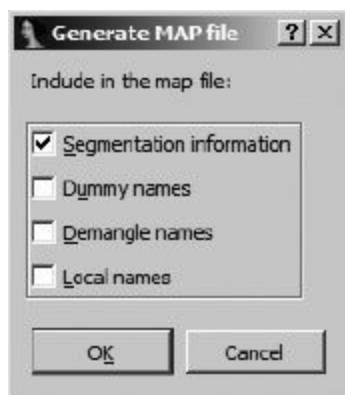 Generate MAP file ? ×
Include in the map file:
Segmentation information
Dummy names
Demangle names
Local names
OK Cancel